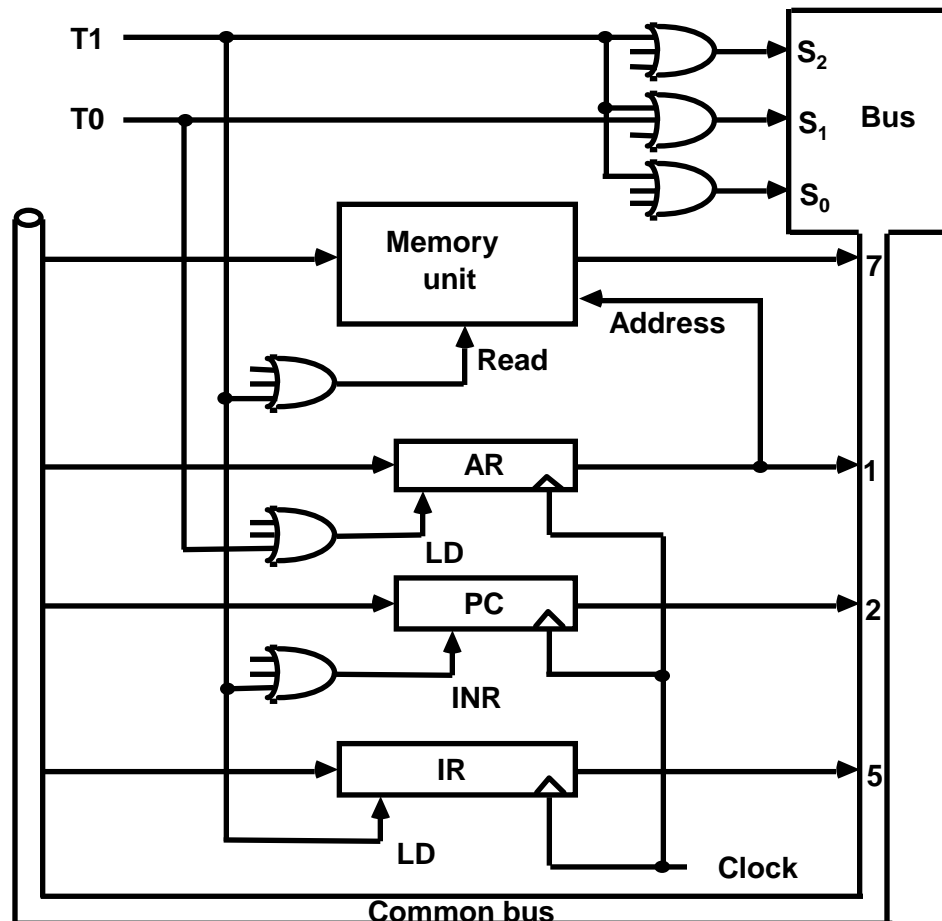 T1
S₂
T0
S₁
Bus
S₀
Memory
unit
7
Address
Read
AR
1
LD
PC
2
INR
IR
5
LD
Clock
Common bus